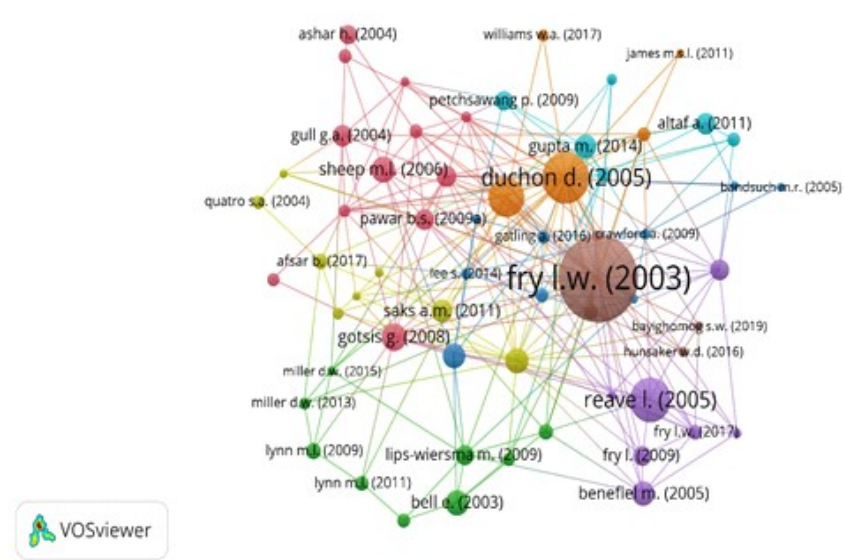 ashar h. (2004)
williams w.a. (2017)
james m.s.l. (2011)
petchsawang p. (2009)
altaf a. (2011)
gull g.a. (2004)
gupta m. (2014)
sheep m.l. (2006)
duchon d. (2005)
bandsuch m.r. (2005)
quatro s.a. (2004)
pawar b.s. (2009a)
gatling a. (2016)
crawford a. (2009)
afsar b. (2017)
lee s. (2014)
fry l.w. (2003)
saks a.m. (2011)
bayighomog s.w. (2019)
gotsis g. (2008)
hunsaker w.d. (2016)
miller d.w. (2015)
miller d.w. (2013)
reave l. (2005)
fry l.w. (2017)
lynn m.l. (2009)
lips-wiersma m. (2009)
fry l. (2009)
lynn m.l. (2011)
bell e. (2003)
benefiel m. (2005)
VOSviewer